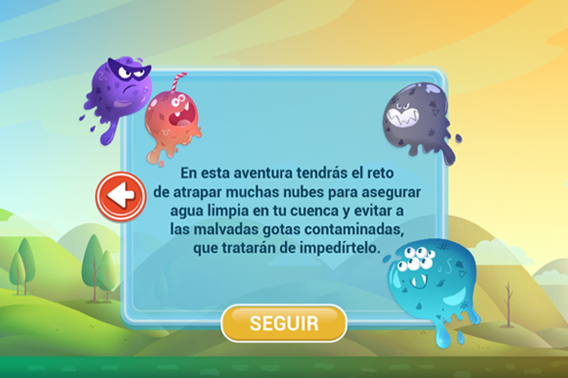 En esta aventura tendrás el reto
de atrapar muchas nubes para asegurar
agua limpia en tu cuenca y evitar a
las malvadas gotas contaminadas,
que tratarán de impedírtelo.
SEGUIR